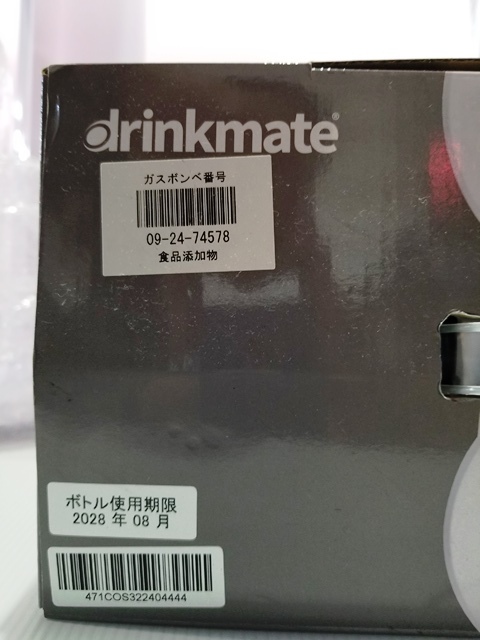 drinkmate®
ガスボンベ番号
09-24-74578
食品添加物
ボトル使用期限
2028 年 08 月
471COS322404444